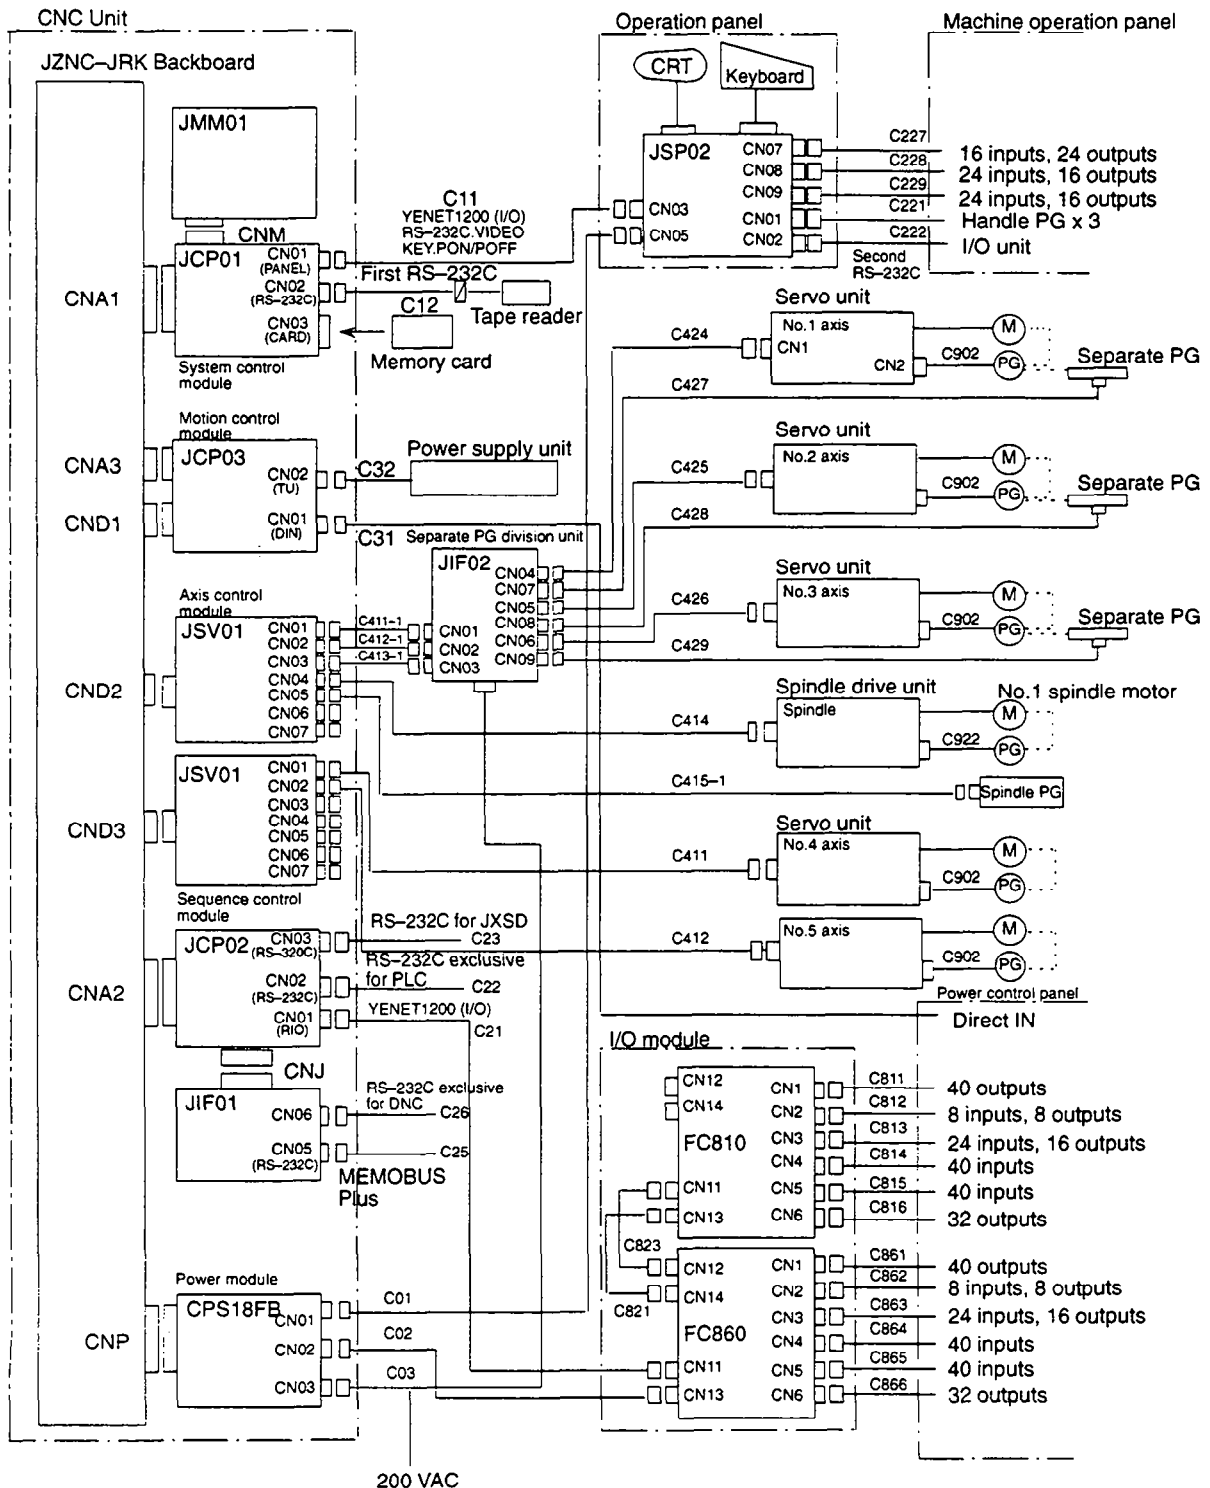 CNC Unit
JZNC–JRK Backboard
JMM01
CNM
JCP01
CN01
(PANEL)
CN02
(RS–232C)
CN03
(CARD)
CNA1
System control
module
C11
YENET1200 (I/O)
RS–232C.VIDEO
KEY.PON/POFF
First RS–232C
Tape reader
C12
Memory card
Operation panel
CRT
Keyboard
JSP02
CN03
CN05
CN07
CN08
CN09
CN01
CN02
Machine operation panel
C227
16 inputs, 24 outputs
C228
24 inputs, 16 outputs
C229
24 inputs, 16 outputs
C221
Handle PG x 3
C222
I/O unit
Second
RS–232C
Motion control
module
JCP03
CN02
(TU)
CN01
(DIN)
CNA3
CND1
C32
Power supply unit
C31
Separate PG division unit
JIF02
CN04
CN07
CN05
CN08
CN06
CN09
CN01
CN02
CN03
Servo unit
No.1 axis
CN1
CN2
C424
C427
C902
M
PG
Separate PG
Servo unit
No.2 axis
C425
C428
C902
M
PG
Separate PG
Servo unit
No.3 axis
C426
C429
C902
M
PG
Separate PG
Axis control
module
JSV01
CN01
CN02
CN03
CN04
CN05
CN06
CN07
CND2
C411–1
C412–1
C413–1
Spindle drive unit
Spindle
C414
C922
No.1 spindle motor
M
PG
C415–1
Spindle PG
JSV01
CN01
CN02
CN03
CN04
CN05
CN06
CN07
CND3
Servo unit
No.4 axis
C411
C902
M
PG
No.5 axis
C412
C902
M
PG
Sequence control
module
JCP02
CN03
(RS–320C)
CN02
(RS–232C)
CN01
(RIO)
CNA2
RS–232C for JXSD
C23
RS–232C exclusive
for PLC
C22
YENET1200 (I/O)
C21
CNJ
JIF01
CN06
CN05
(RS–232C)
RS–232C exclusive
for DNC
C26
C25
MEMOBUS
Plus
Power control panel
Direct IN
I/O module
CN12
CN14
FC810
CN11
CN13
CN1
CN2
CN3
CN4
CN5
CN6
C811
40 outputs
C812
8 inputs, 8 outputs
C813
24 inputs, 16 outputs
C814
40 inputs
C815
40 inputs
C816
32 outputs
C823
C821
CN12
CN14
FC860
CN11
CN13
CN1
CN2
CN3
CN4
CN5
CN6
C861
40 outputs
C862
8 inputs, 8 outputs
C863
24 inputs, 16 outputs
C864
40 inputs
C865
40 inputs
C866
32 outputs
Power module
CPS18FB
CN01
CN02
CN03
CNP
C01
C02
C03
200 VAC